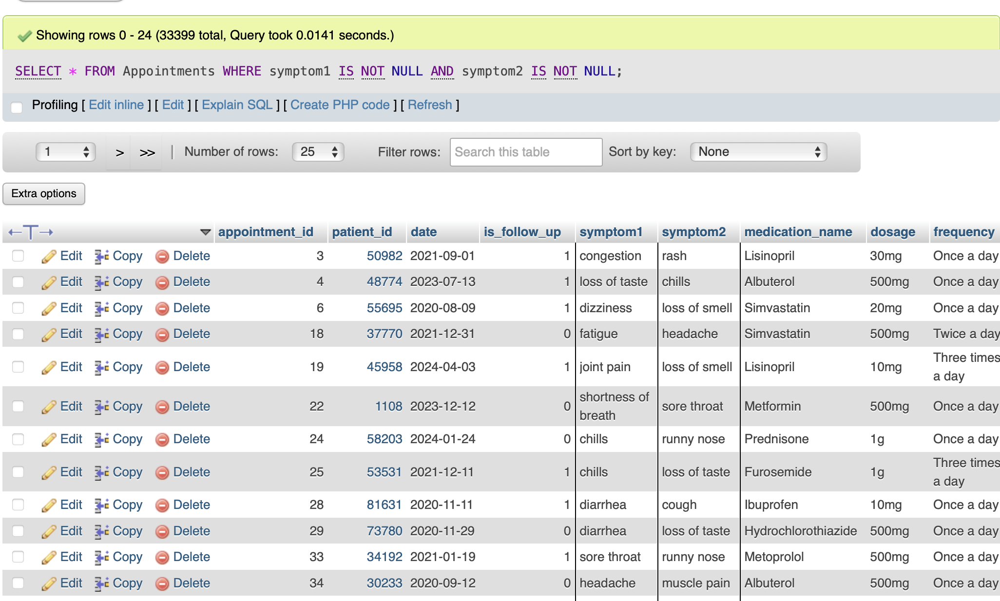 Showing rows 0 - 24 (33399 total, Query took 0.0141 seconds.)
SELECT * FROM Appointments WHERE symptom1 IS NOT NULL AND symptom2 IS NOT NULL;
Profiling [ Edit inline ] [ Edit ] [ Explain SQL ] [ Create PHP code ] [ Refresh ]
1 > >> | Number of rows: 25 Filter rows: Search this table Sort by key: None
Extra options
←T→ appointment_id patient_id date is_follow_up symptom1 symptom2 medication_name dosage frequency
Edit Copy Delete 3 50982 2021-09-01 1 congestion rash Lisinopril 30mg Once a day
Edit Copy Delete 4 48774 2023-07-13 1 loss of taste chills Albuterol 500mg Once a day
Edit Copy Delete 6 55695 2020-08-09 1 dizziness loss of smell Simvastatin 20mg Once a day
Edit Copy Delete 18 37770 2021-12-31 0 fatigue headache Simvastatin 500mg Twice a day
Edit Copy Delete 19 45958 2024-04-03 1 joint pain loss of smell Lisinopril 10mg Three times
a day
Edit Copy Delete 22 1108 2023-12-12 0 shortness of
breath sore throat Metformin 500mg Once a day
Edit Copy Delete 24 58203 2024-01-24 0 chills runny nose Prednisone 1g Once a day
Edit Copy Delete 25 53531 2021-12-11 1 chills loss of taste Furosemide 1g Three times
a day
Edit Copy Delete 28 81631 2020-11-11 1 diarrhea cough Ibuprofen 10mg Once a day
Edit Copy Delete 29 73780 2020-11-29 0 diarrhea loss of taste Hydrochlorothiazide 500mg Once a day
Edit Copy Delete 33 34192 2021-01-19 1 sore throat runny nose Metoprolol 500mg Once a day
Edit Copy Delete 34 30233 2020-09-12 0 headache muscle pain Albuterol 500mg Once a day